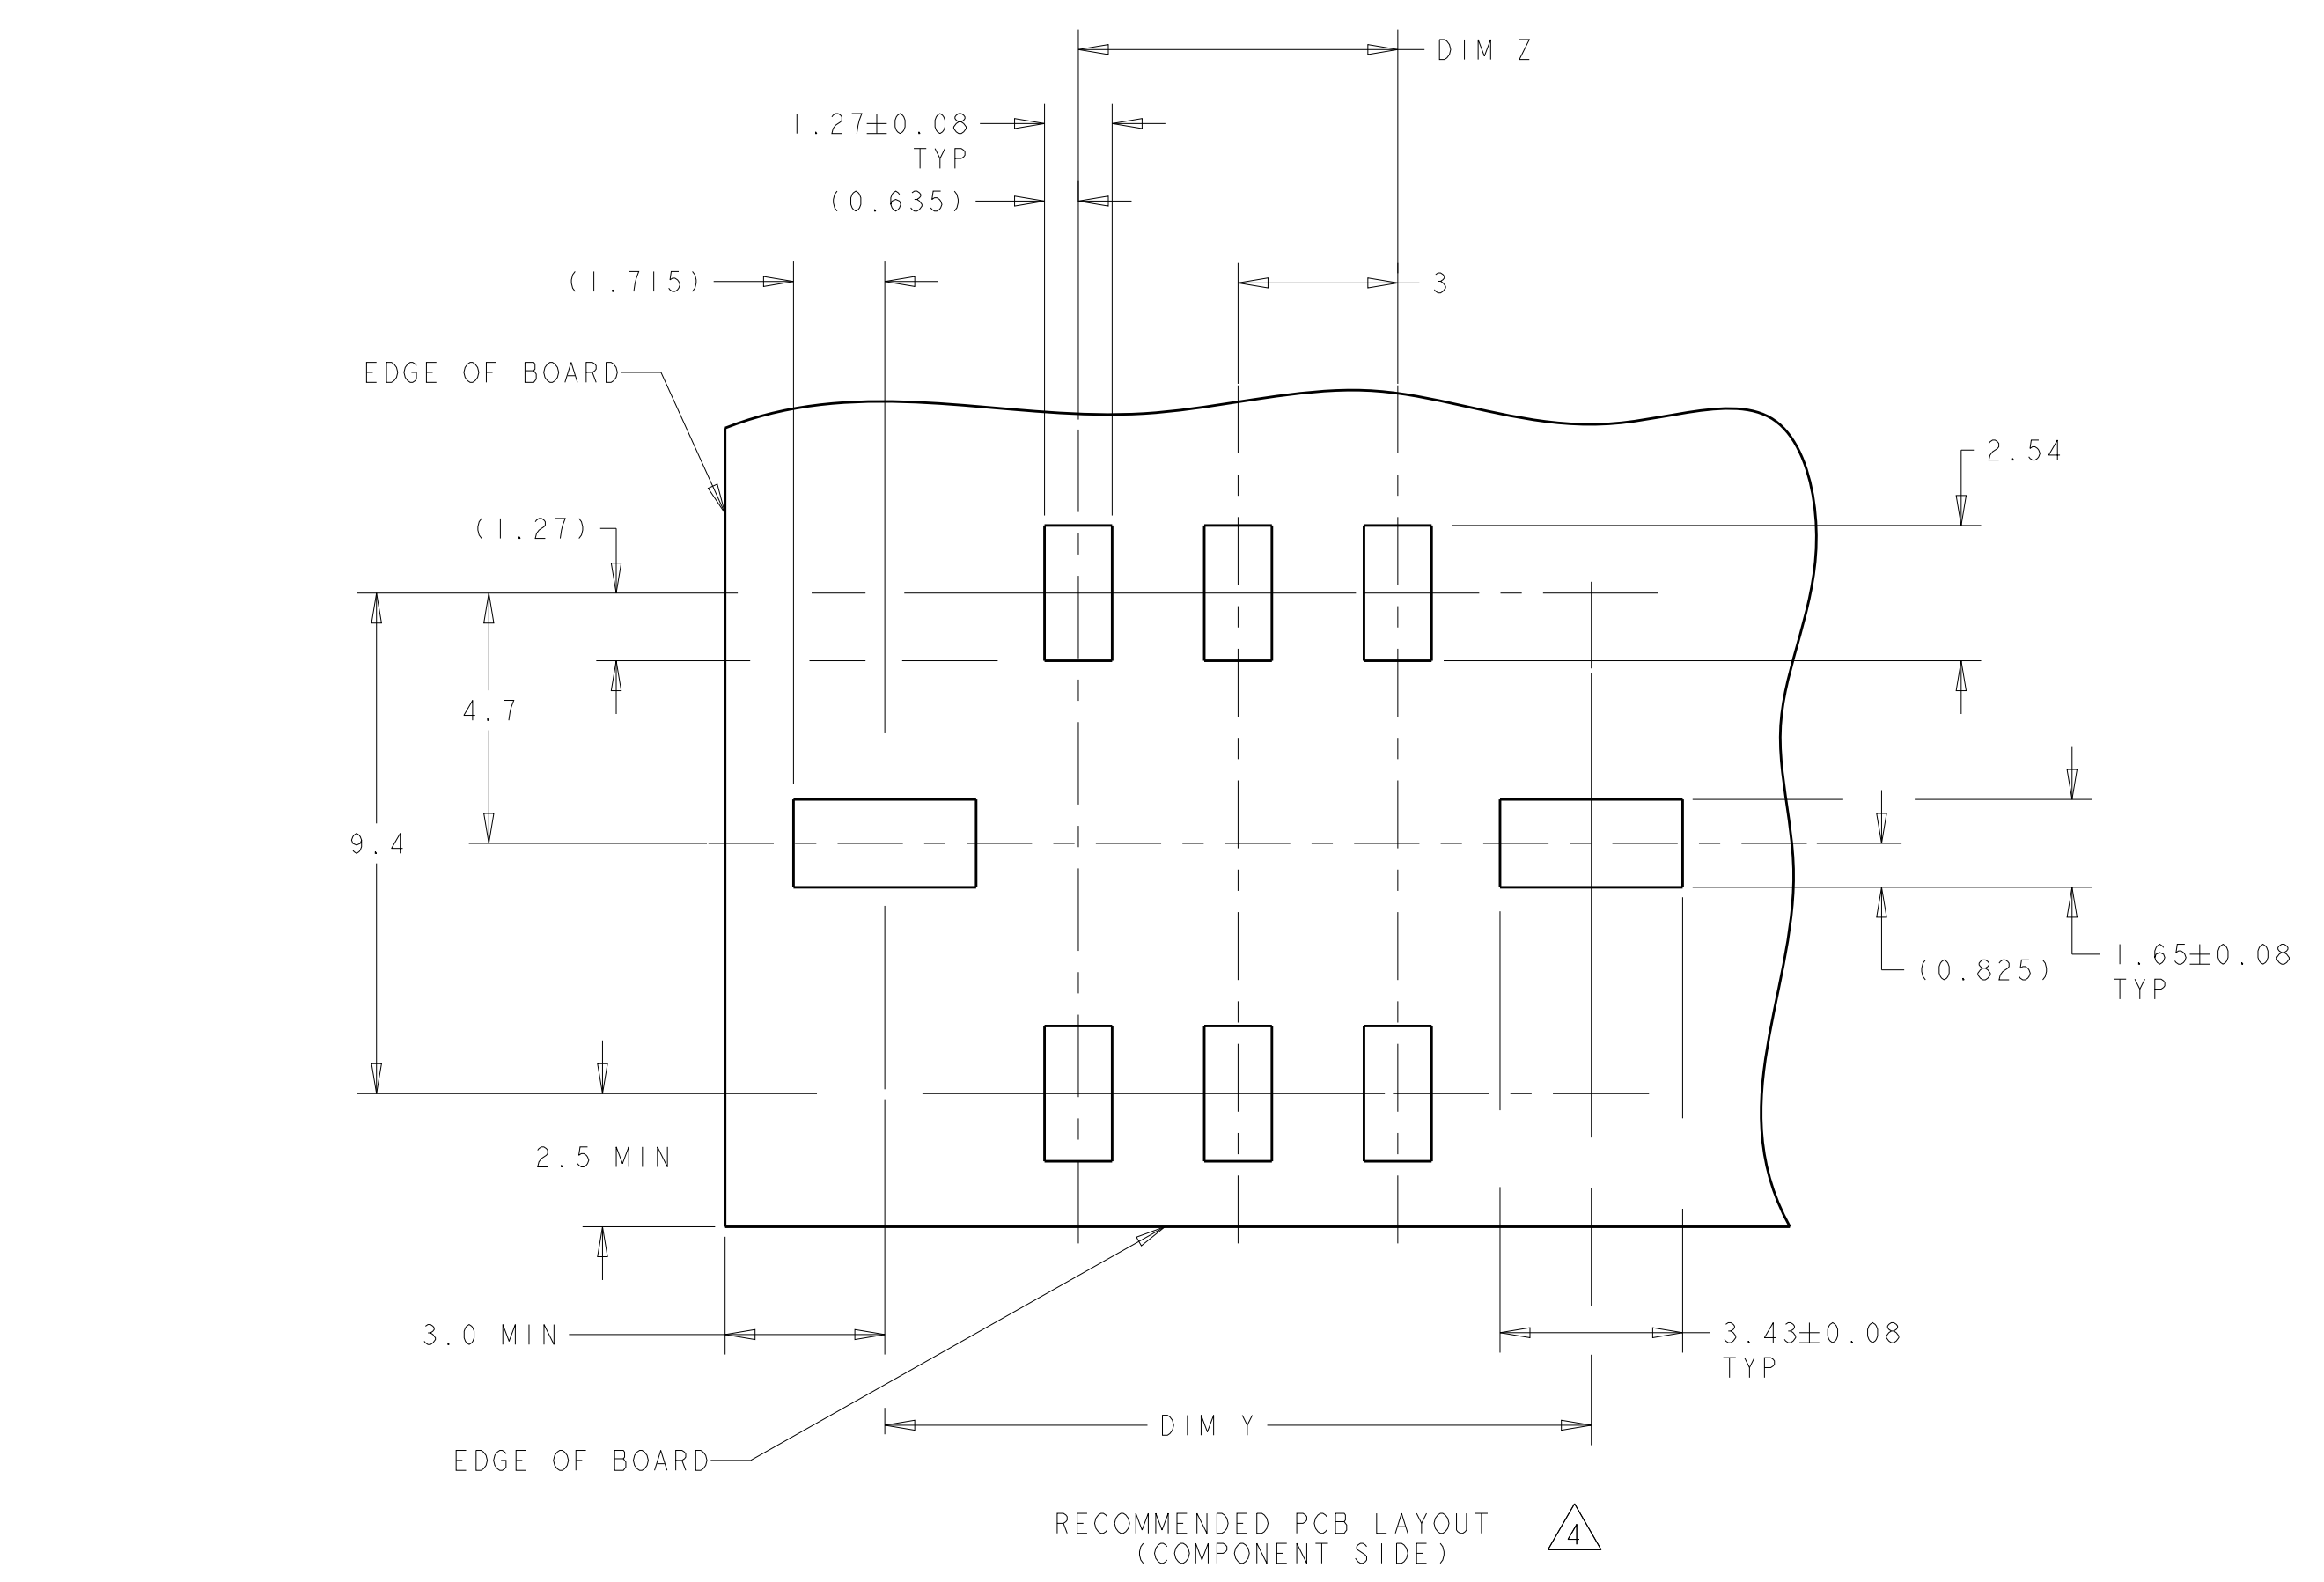 DIM Z
1.27±0.08
TYP
(0.635)
(1.715)
3
EDGE OF BOARD
2.54
(1.27)
4.7
9.4
1.65±0.08
TYP
(0.825)
2.5 MIN
3.0 MIN
3.43±0.08
TYP
DIM Y
EDGE OF BOARD
RECOMMENDED PCB LAYOUT
(COMPONENT SIDE)
4